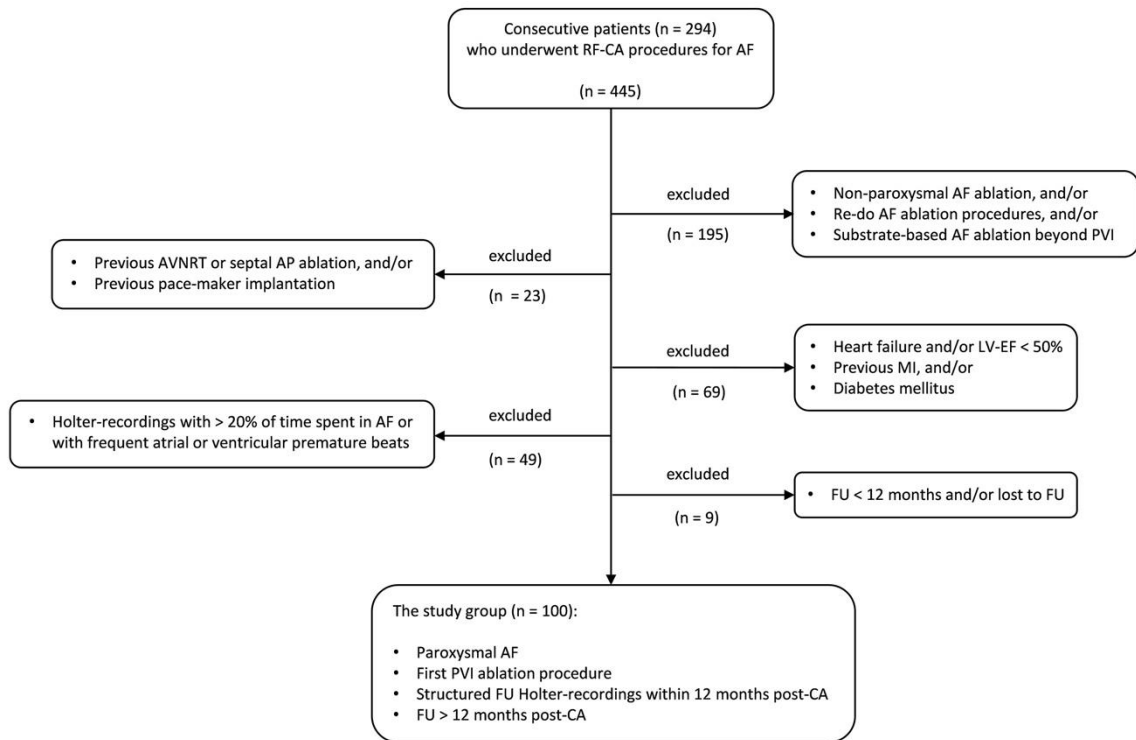 Consecutive patients (n = 294)
who underwent RF-CA procedures for AF
(n = 445)
excluded
(n = 195)
• Non-paroxysmal AF ablation, and/or
• Re-do AF ablation procedures, and/or
• Substrate-based AF ablation beyond PVI
• Previous AVNRT or septal AP ablation, and/or
• Previous pace-maker implantation
excluded
(n = 23)
excluded
(n = 69)
• Heart failure and/or LV-EF < 50%
• Previous MI, and/or
• Diabetes mellitus
• Holter-recordings with > 20% of time spent in AF or
with frequent atrial or ventricular premature beats
excluded
(n = 49)
excluded
(n = 9)
• FU < 12 months and/or lost to FU
The study group (n = 100):
• Paroxysmal AF
• First PVI ablation procedure
• Structured FU Holter-recordings within 12 months post-CA
• FU > 12 months post-CA